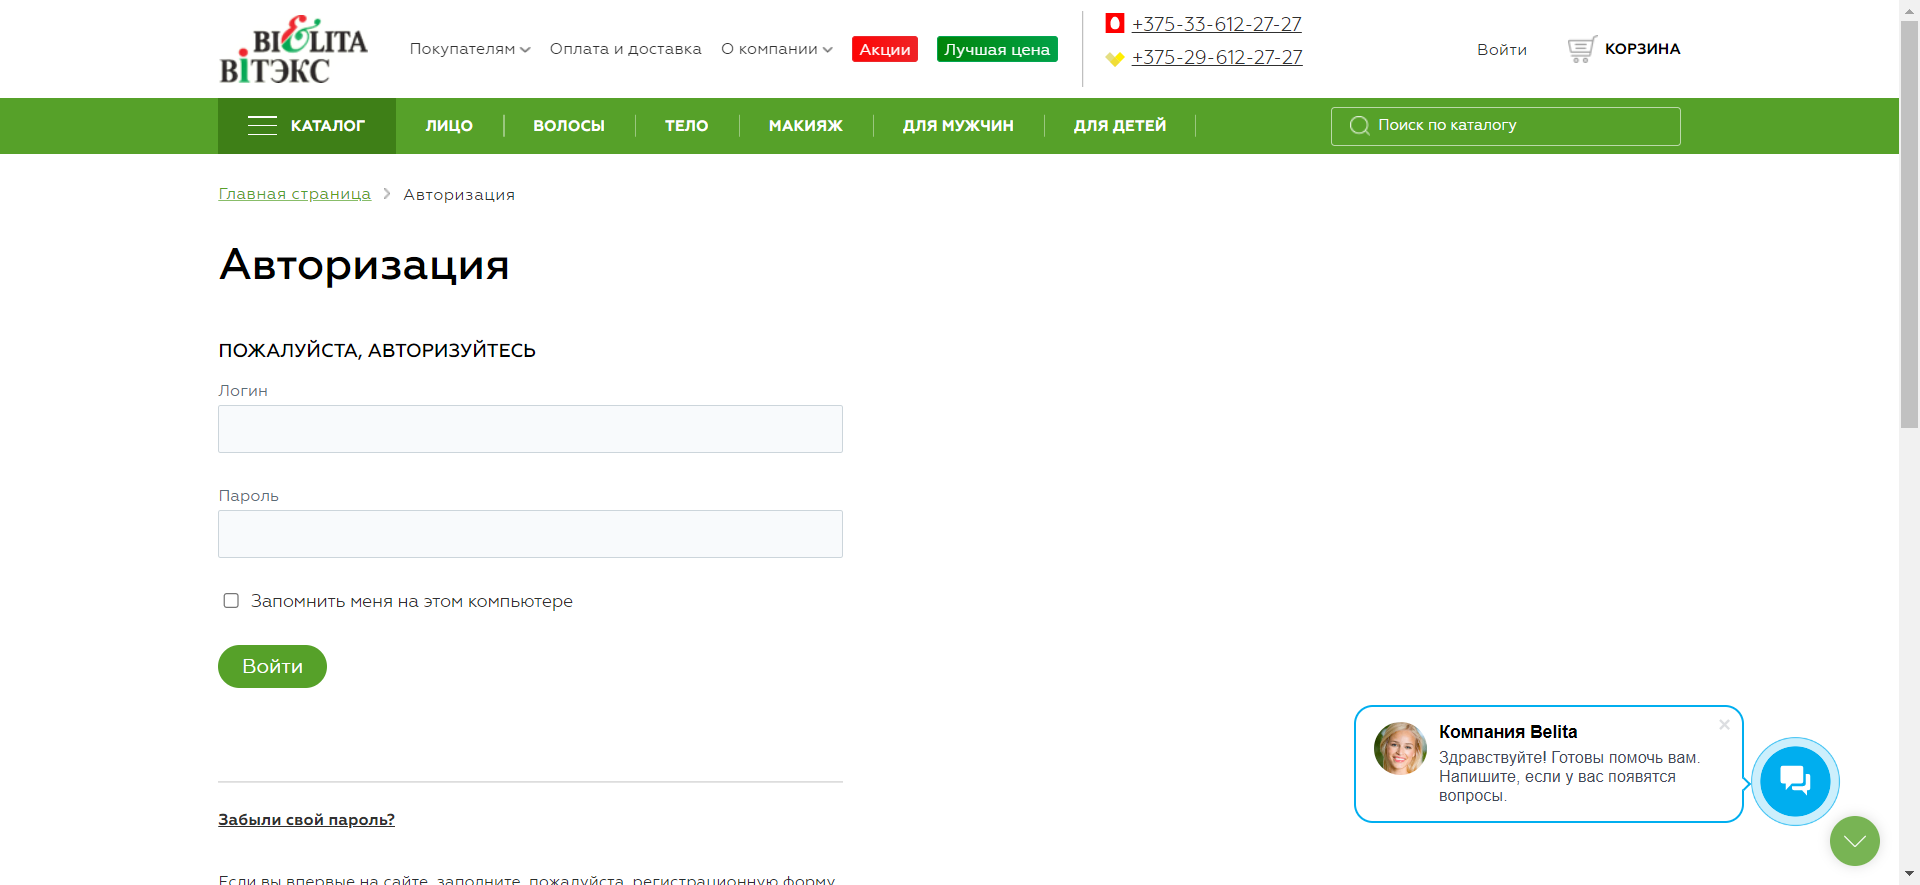 BI&LITA
ВІТЭКС
Покупателям
Оплата и доставка
О компании
Акции
Лучшая цена
+375-33-612-27-27
+375-29-612-27-27
Войти
КОРЗИНА
КАТАЛОГ
ЛИЦО
ВОЛОСЫ
ТЕЛО
МАКИЯЖ
ДЛЯ МУЖЧИН
ДЛЯ ДЕТЕЙ
Поиск по каталогу
Главная страница
Авторизация
Авторизация
ПОЖАЛУЙСТА, АВТОРИЗУЙТЕСЬ
Логин
Пароль
Запомнить меня на этом компьютере
Войти
Компания Belita
Здравствуйте! Готовы помочь вам.
Напишите, если у вас появятся
вопросы.
Забыли свой пароль?
Если вы впервые на сайте, заполните, пожалуйста, регистрационную форму.